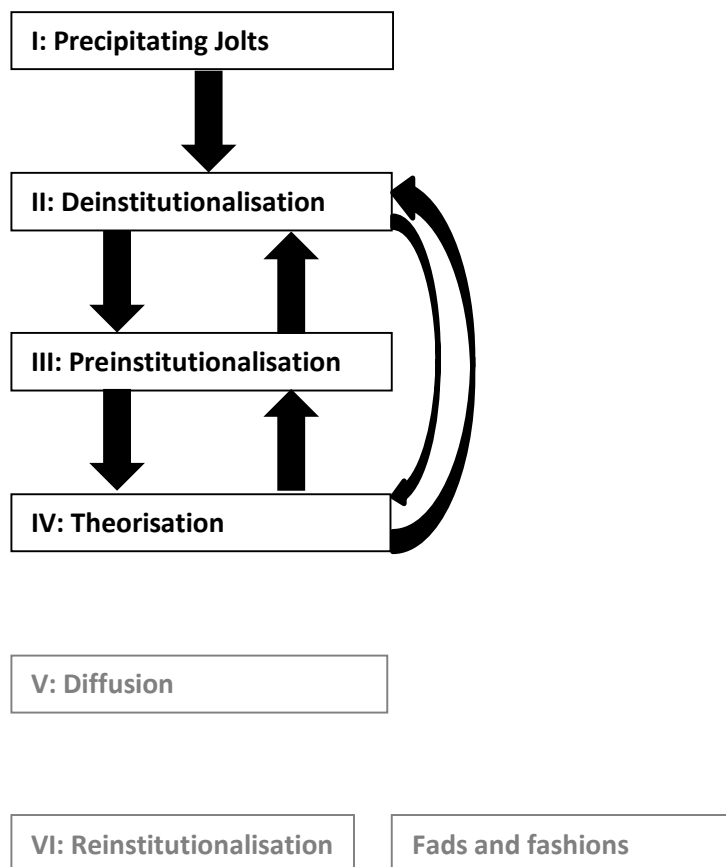 I: Precipitating Jolts
II: Deinstitutionalisation
III: Preinstitutionalisation
IV: Theorisation
V: Diffusion
VI: Reinstitutionalisation
Fads and fashions